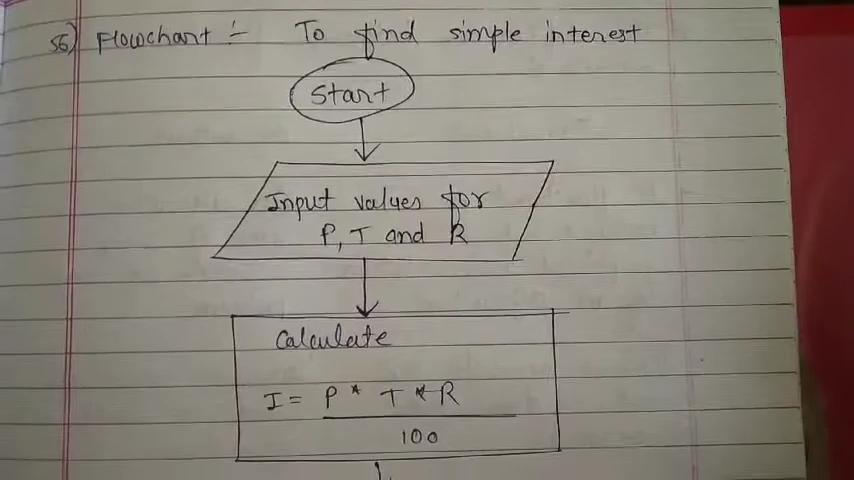 56) Flowchart :- To find simple interest
Start
Input values for
P, T and R
Calculate
I = P * T * R
100